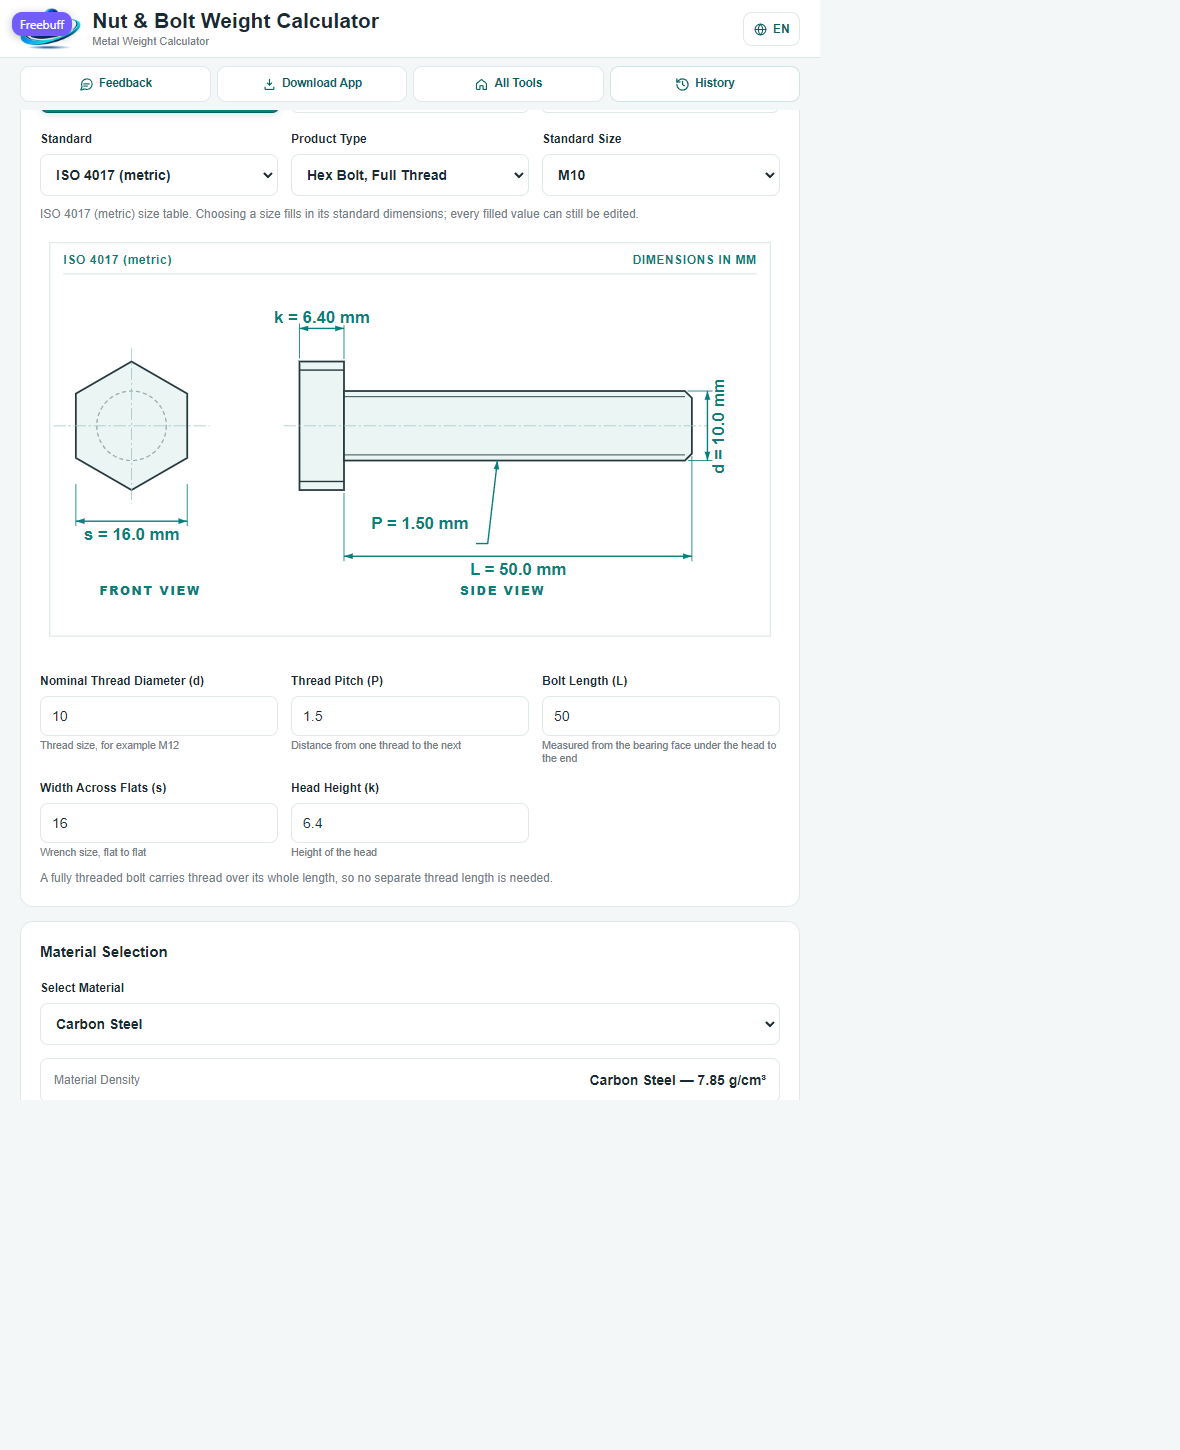 Freebuff
Nut & Bolt Weight Calculator
Metal Weight Calculator
EN
Feedback
Download App
All Tools
History
Standard
Product Type
Standard Size
ISO 4017 (metric)
Hex Bolt, Full Thread
M10
ISO 4017 (metric) size table. Choosing a size fills in its standard dimensions; every filled value can still be edited.
ISO 4017 (metric)
DIMENSIONS IN MM
k = 6.40 mm
d = 10.0 mm
P = 1.50 mm
s = 16.0 mm
L = 50.0 mm
FRONT VIEW
SIDE VIEW
Nominal Thread Diameter (d)
Thread Pitch (P)
Bolt Length (L)
10
1.5
50
Thread size, for example M12
Distance from one thread to the next
Measured from the bearing face under the head to
the end
Width Across Flats (s)
Head Height (k)
16
6.4
Wrench size, flat to flat
Height of the head
A fully threaded bolt carries thread over its whole length, so no separate thread length is needed.
Material Selection
Select Material
Carbon Steel
Material Density
Carbon Steel — 7.85 g/cm³